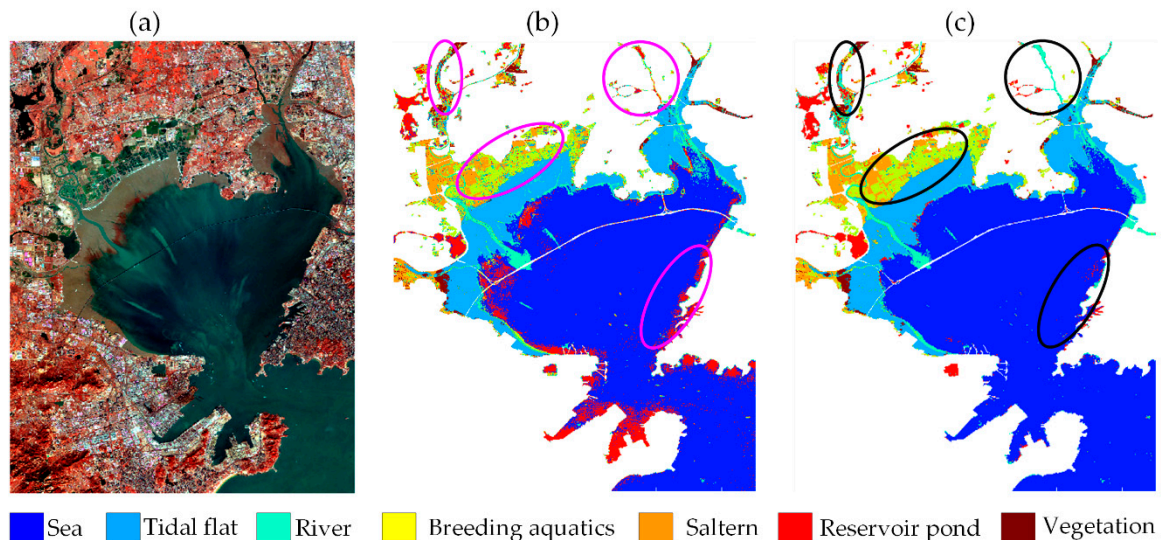 (a) (b) (c)
Sea Tidal flat River Breeding aquatics Saltern Reservoir pond Vegetation